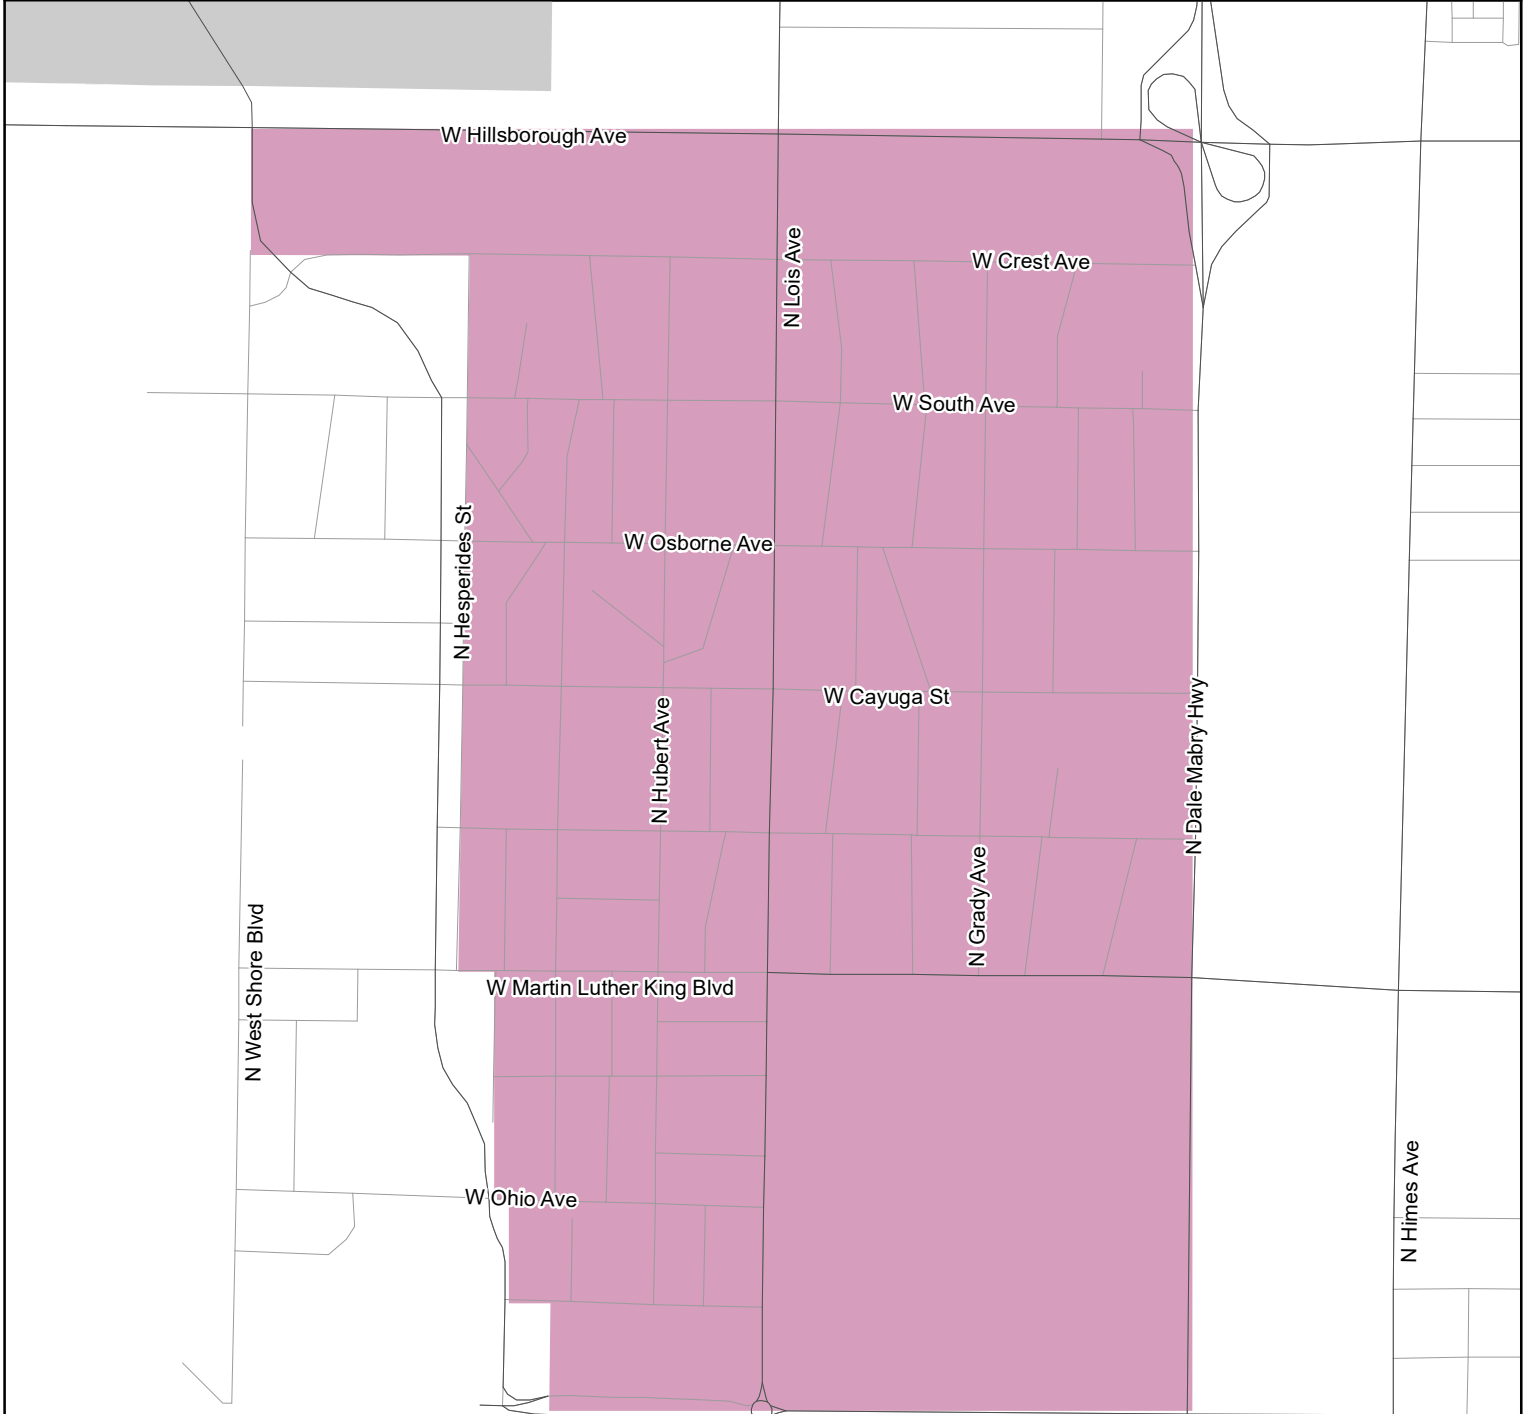 W Hillsborough Ave
N Lois Ave
W Crest Ave
W South Ave
N Hesperides St
W Osborne Ave
N Hubert Ave
W Cayuga St
N Dale Mabry Hwy
N Grady Ave
N West Shore Blvd
W Martin Luther King Blvd
W Ohio Ave
N Himes Ave